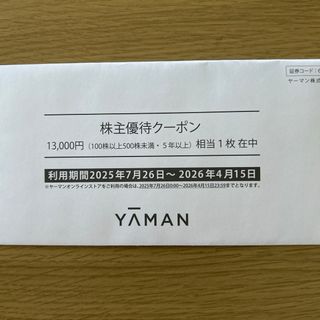 証券コード：6
ヤーマン株式
株主優待クーポン
13,000円（100株以上500株未満・5年以上）相当1枚在中
利用期間2025年7月26日～2026年4月15日
※ヤーマンオンラインストアをご利用の場合は、2025年7月26日0:00～2026年4月15日23:59までとなります。
YAMAN